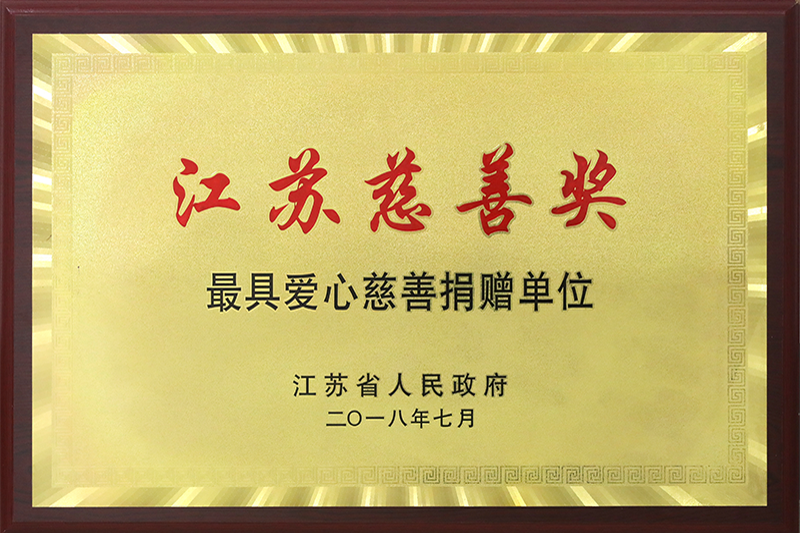 江苏慈善奖
最具爱心慈善捐赠单位
江苏省人民政府
二〇一八年七月